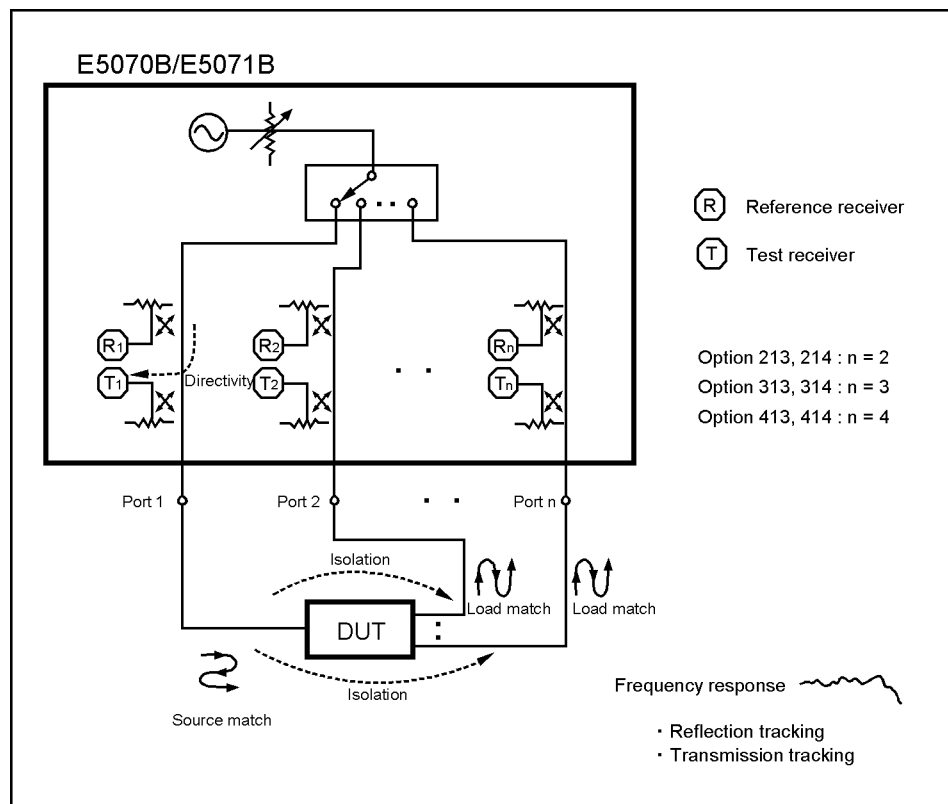 E5070B/E5071B
R Reference receiver
T Test receiver
R1
R2
Rn
T1
Directivity
T2
Tn
Option 213, 214 : n = 2
Option 313, 314 : n = 3
Option 413, 414 : n = 4
Port 1
Port 2
Port n
Isolation
Load match
Load match
DUT
Isolation
Source match
Frequency response
· Reflection tracking
· Transmission tracking